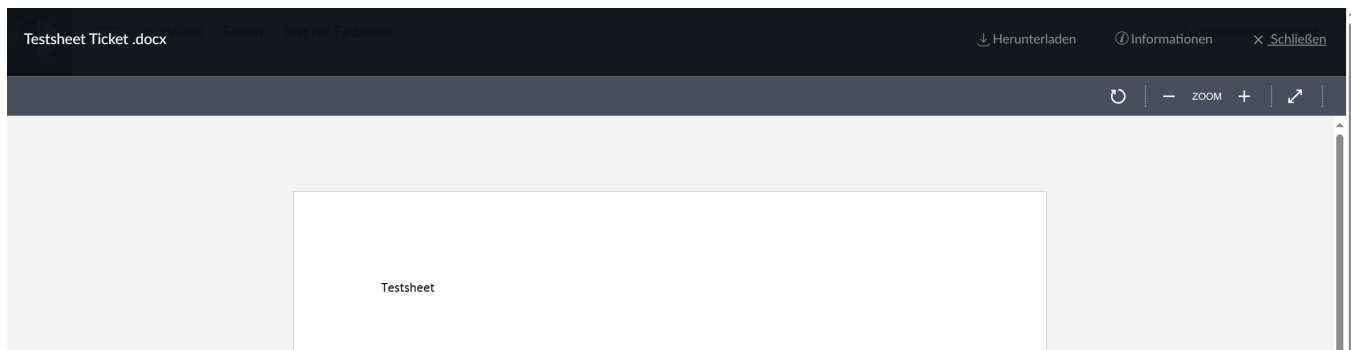 Testsheet Ticket .docx
Herunterladen
Informationen
Schließen
ZOOM
Testsheet